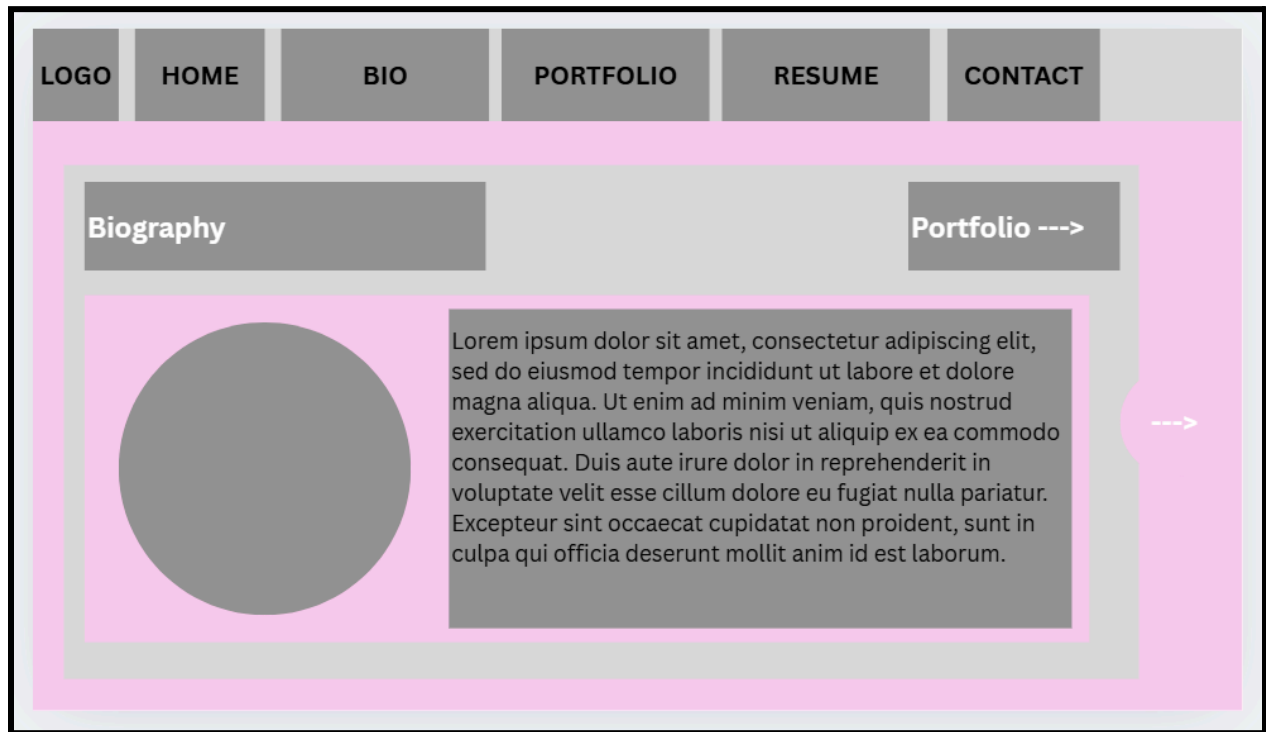 LOGO HOME BIO PORTFOLIO RESUME CONTACT
Biography
Portfolio --->
Lorem ipsum dolor sit amet, consectetur adipiscing elit,
sed do eiusmod tempor incididunt ut labore et dolore
magna aliqua. Ut enim ad minim veniam, quis nostrud
exercitation ullamco laboris nisi ut aliquip ex ea commodo
consequat. Duis aute irure dolor in reprehenderit in
voluptate velit esse cillum dolore eu fugiat nulla pariatur.
Excepteur sint occaecat cupidatat non proident, sunt in
culpa qui officia deserunt mollit anim id est laborum.
--->